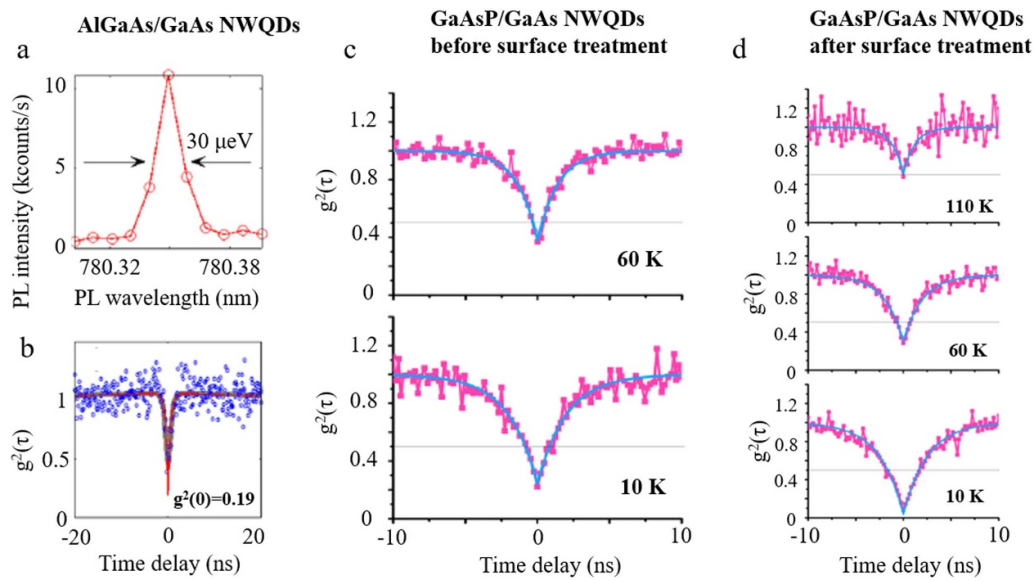 AlGaAs/GaAs NWQDs
a
10
5
0
30 μeV
780.32
780.38
PL intensity (kcounts/s)
PL wavelength (nm)
b
1
0.5
0
g²(τ)
g²(0)=0.19
-20
0
20
Time delay (ns)
GaAsP/GaAs NWQDs
before surface treatment
c
1.2
0.8
0.4
0
g²(τ)
60 K
1.2
0.8
0.4
0
g²(τ)
10 K
-10
0
10
Time delay (ns)
GaAsP/GaAs NWQDs
after surface treatment
d
1.2
0.8
0.4
0
g²(τ)
110 K
1.2
0.8
0.4
0
g²(τ)
60 K
1.2
0.8
0.4
0
g²(τ)
10 K
-10
0
10
Time delay (ns)